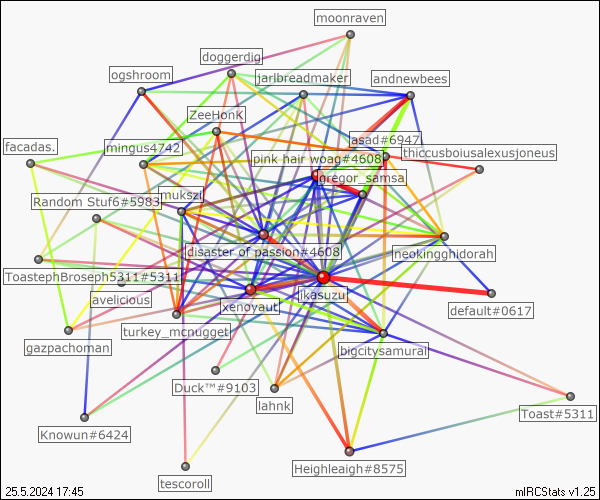 moonraven
doggerdig
ogshroom
jarlbreadmaker
andnewbees
ZeeHonK
asad#6947
facadas.
mingus4742
thiccusboiusalexusjoneus
pink hair woag#4608
gregor_samsa
Random Stuf6#5983
mukszi
disaster of passion#4608
neokingghidorah
ToastephBroseph5311#5311
avelicious
xenoyaut
jkasuzu
default#0617
turkey_mcnugget
gazpachoman
bigcitysamurai
Duck™#9103
lahnk
Toast#5311
Knowun#6424
Heighleaigh#8575
tescoroll
25.5.2024 17:45
mIRCStats v1.25